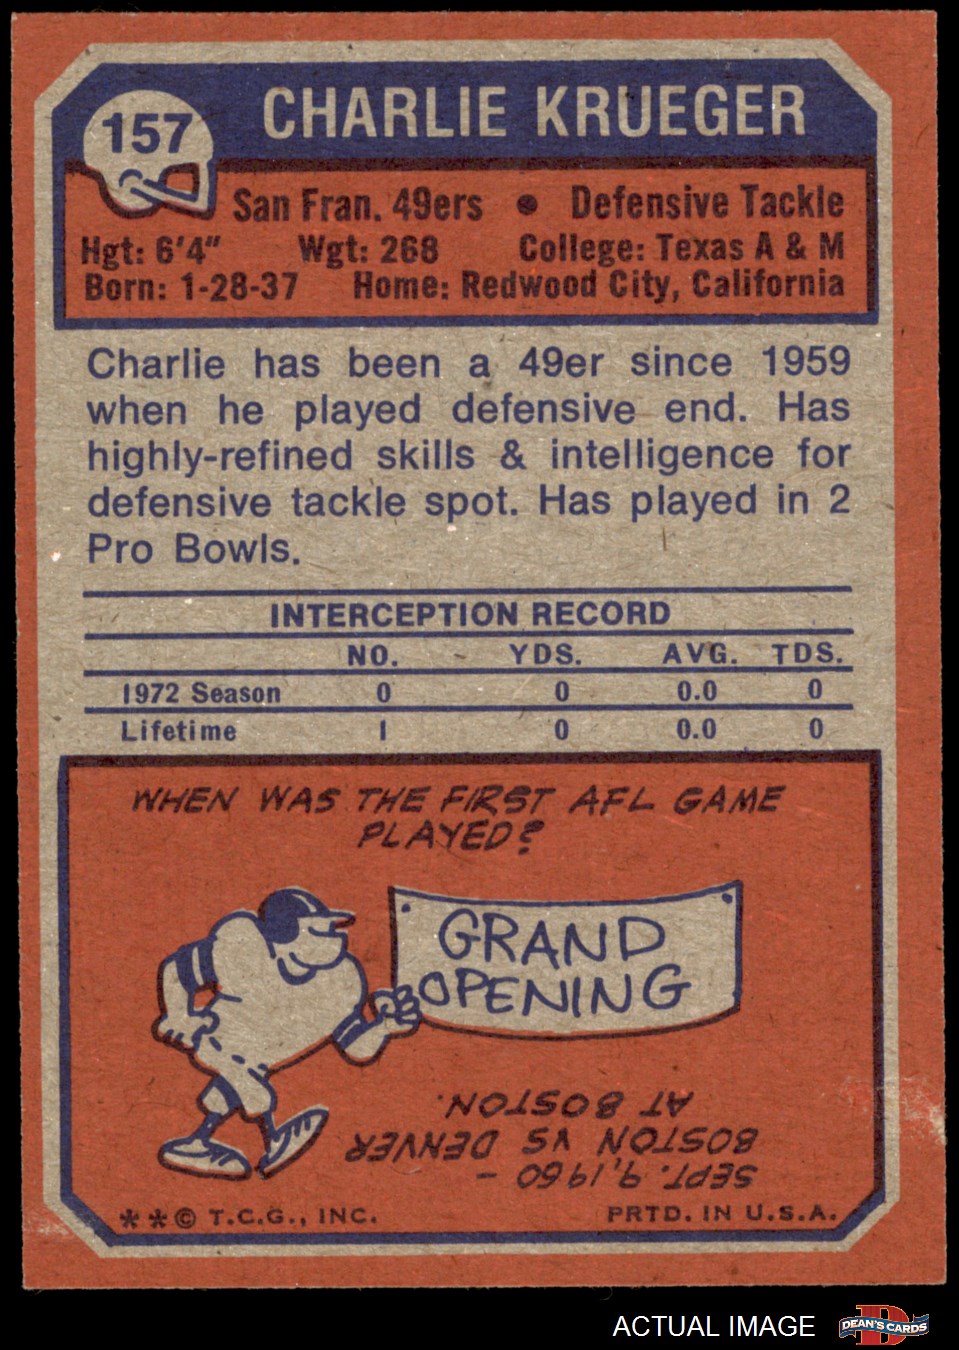 157
CHARLIE KRUEGER
San Fran. 49ers • Defensive Tackle
Hgt: 6'4" Wgt: 268 College: Texas A & M
Born: 1-28-37 Home: Redwood City, California
Charlie has been a 49er since 1959
when he played defensive end. Has
highly-refined skills & intelligence for
defensive tackle spot. Has played in 2
Pro Bowls.
INTERCEPTION RECORD
NO. YDS. AVG. TDS.
1972 Season 0 0 0.0 0
Lifetime 1 0 0.0 0
WHEN WAS THE FIRST AFL GAME
PLAYED?
GRAND
OPENING
SEPT. 9, 1960 -
BOSTON VS DENVER
AT BOSTON.
**© T.C.G., INC. PRTD. IN U.S.A.
ACTUAL IMAGE
D
DEAN'S CARDS